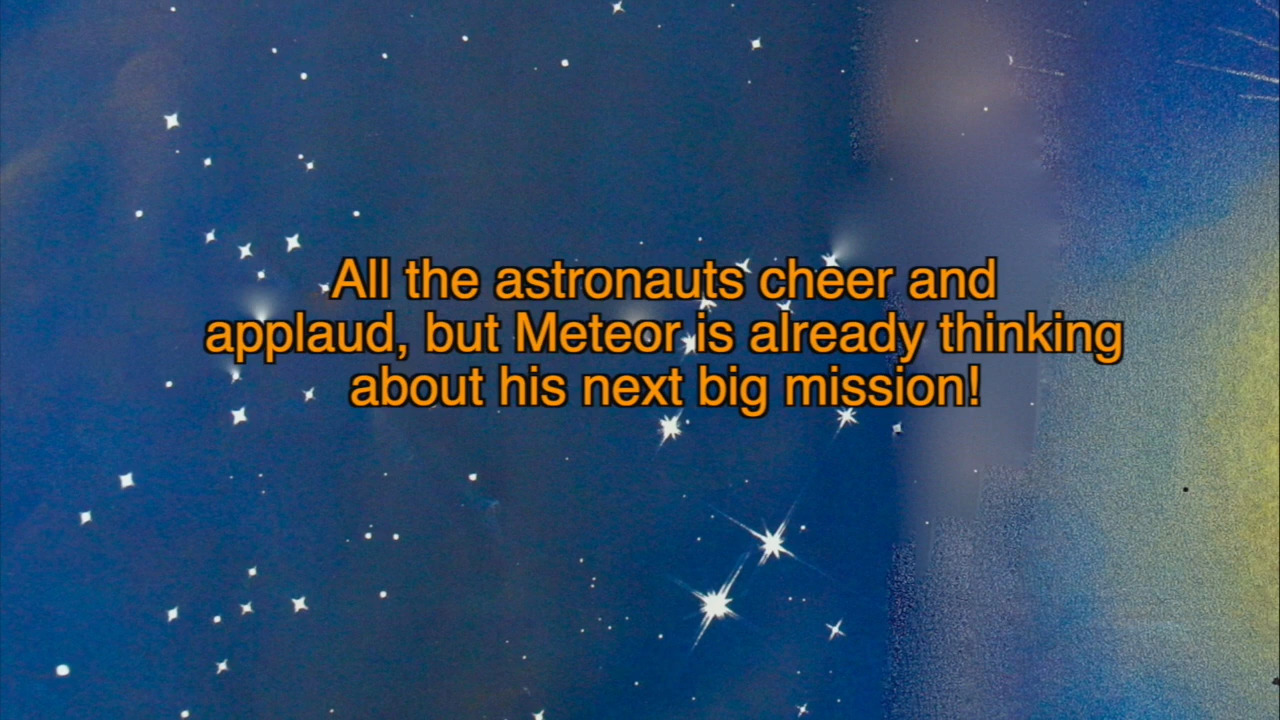 All the astronauts cheer and
applaud, but Meteor is already thinking
about his next big mission!